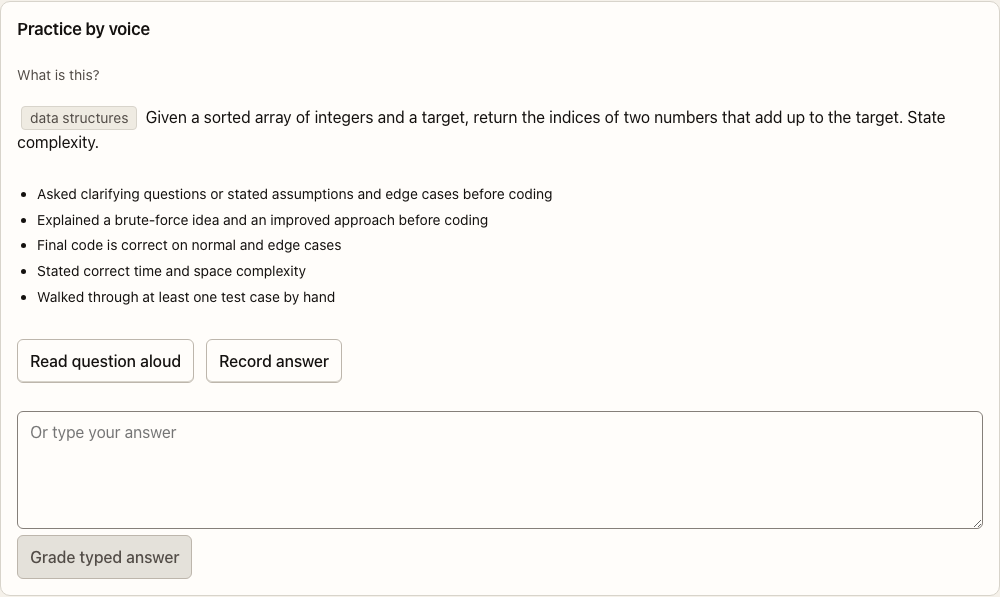 Practice by voice
What is this?
data structures Given a sorted array of integers and a target, return the indices of two numbers that add up to the target. State
complexity.
Asked clarifying questions or stated assumptions and edge cases before coding
Explained a brute-force idea and an improved approach before coding
Final code is correct on normal and edge cases
Stated correct time and space complexity
Walked through at least one test case by hand
Read question aloud Record answer
Or type your answer
Grade typed answer